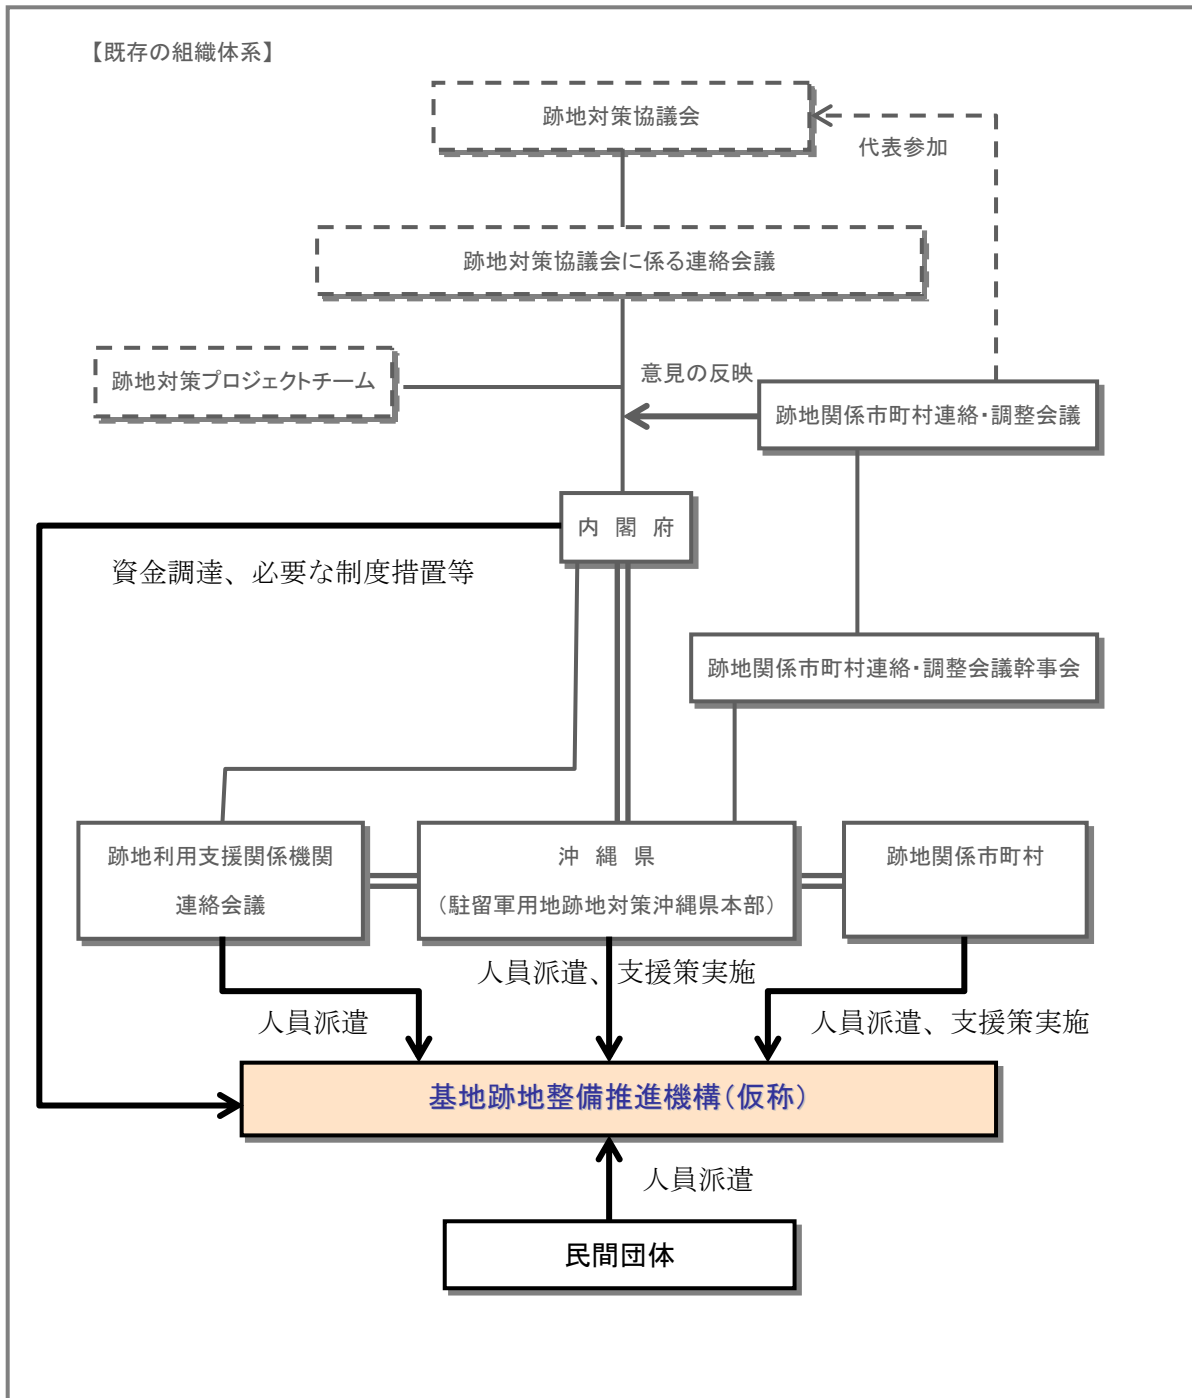 【既存の組織体系】
跡地対策協議会
代表参加
跡地対策協議会に係る連絡会議
跡地対策プロジェクトチーム
意見の反映
跡地関係市町村連絡・調整会議
内 閣 府
資金調達、必要な制度措置等
跡地関係市町村連絡・調整会議幹事会
跡地利用支援関係機関
連絡会議
沖 縄 県
（駐留軍用地跡地対策沖縄県本部）
跡地関係市町村
人員派遣
人員派遣、支援策実施
人員派遣、支援策実施
基地跡地整備推進機構（仮称）
人員派遣
民間団体